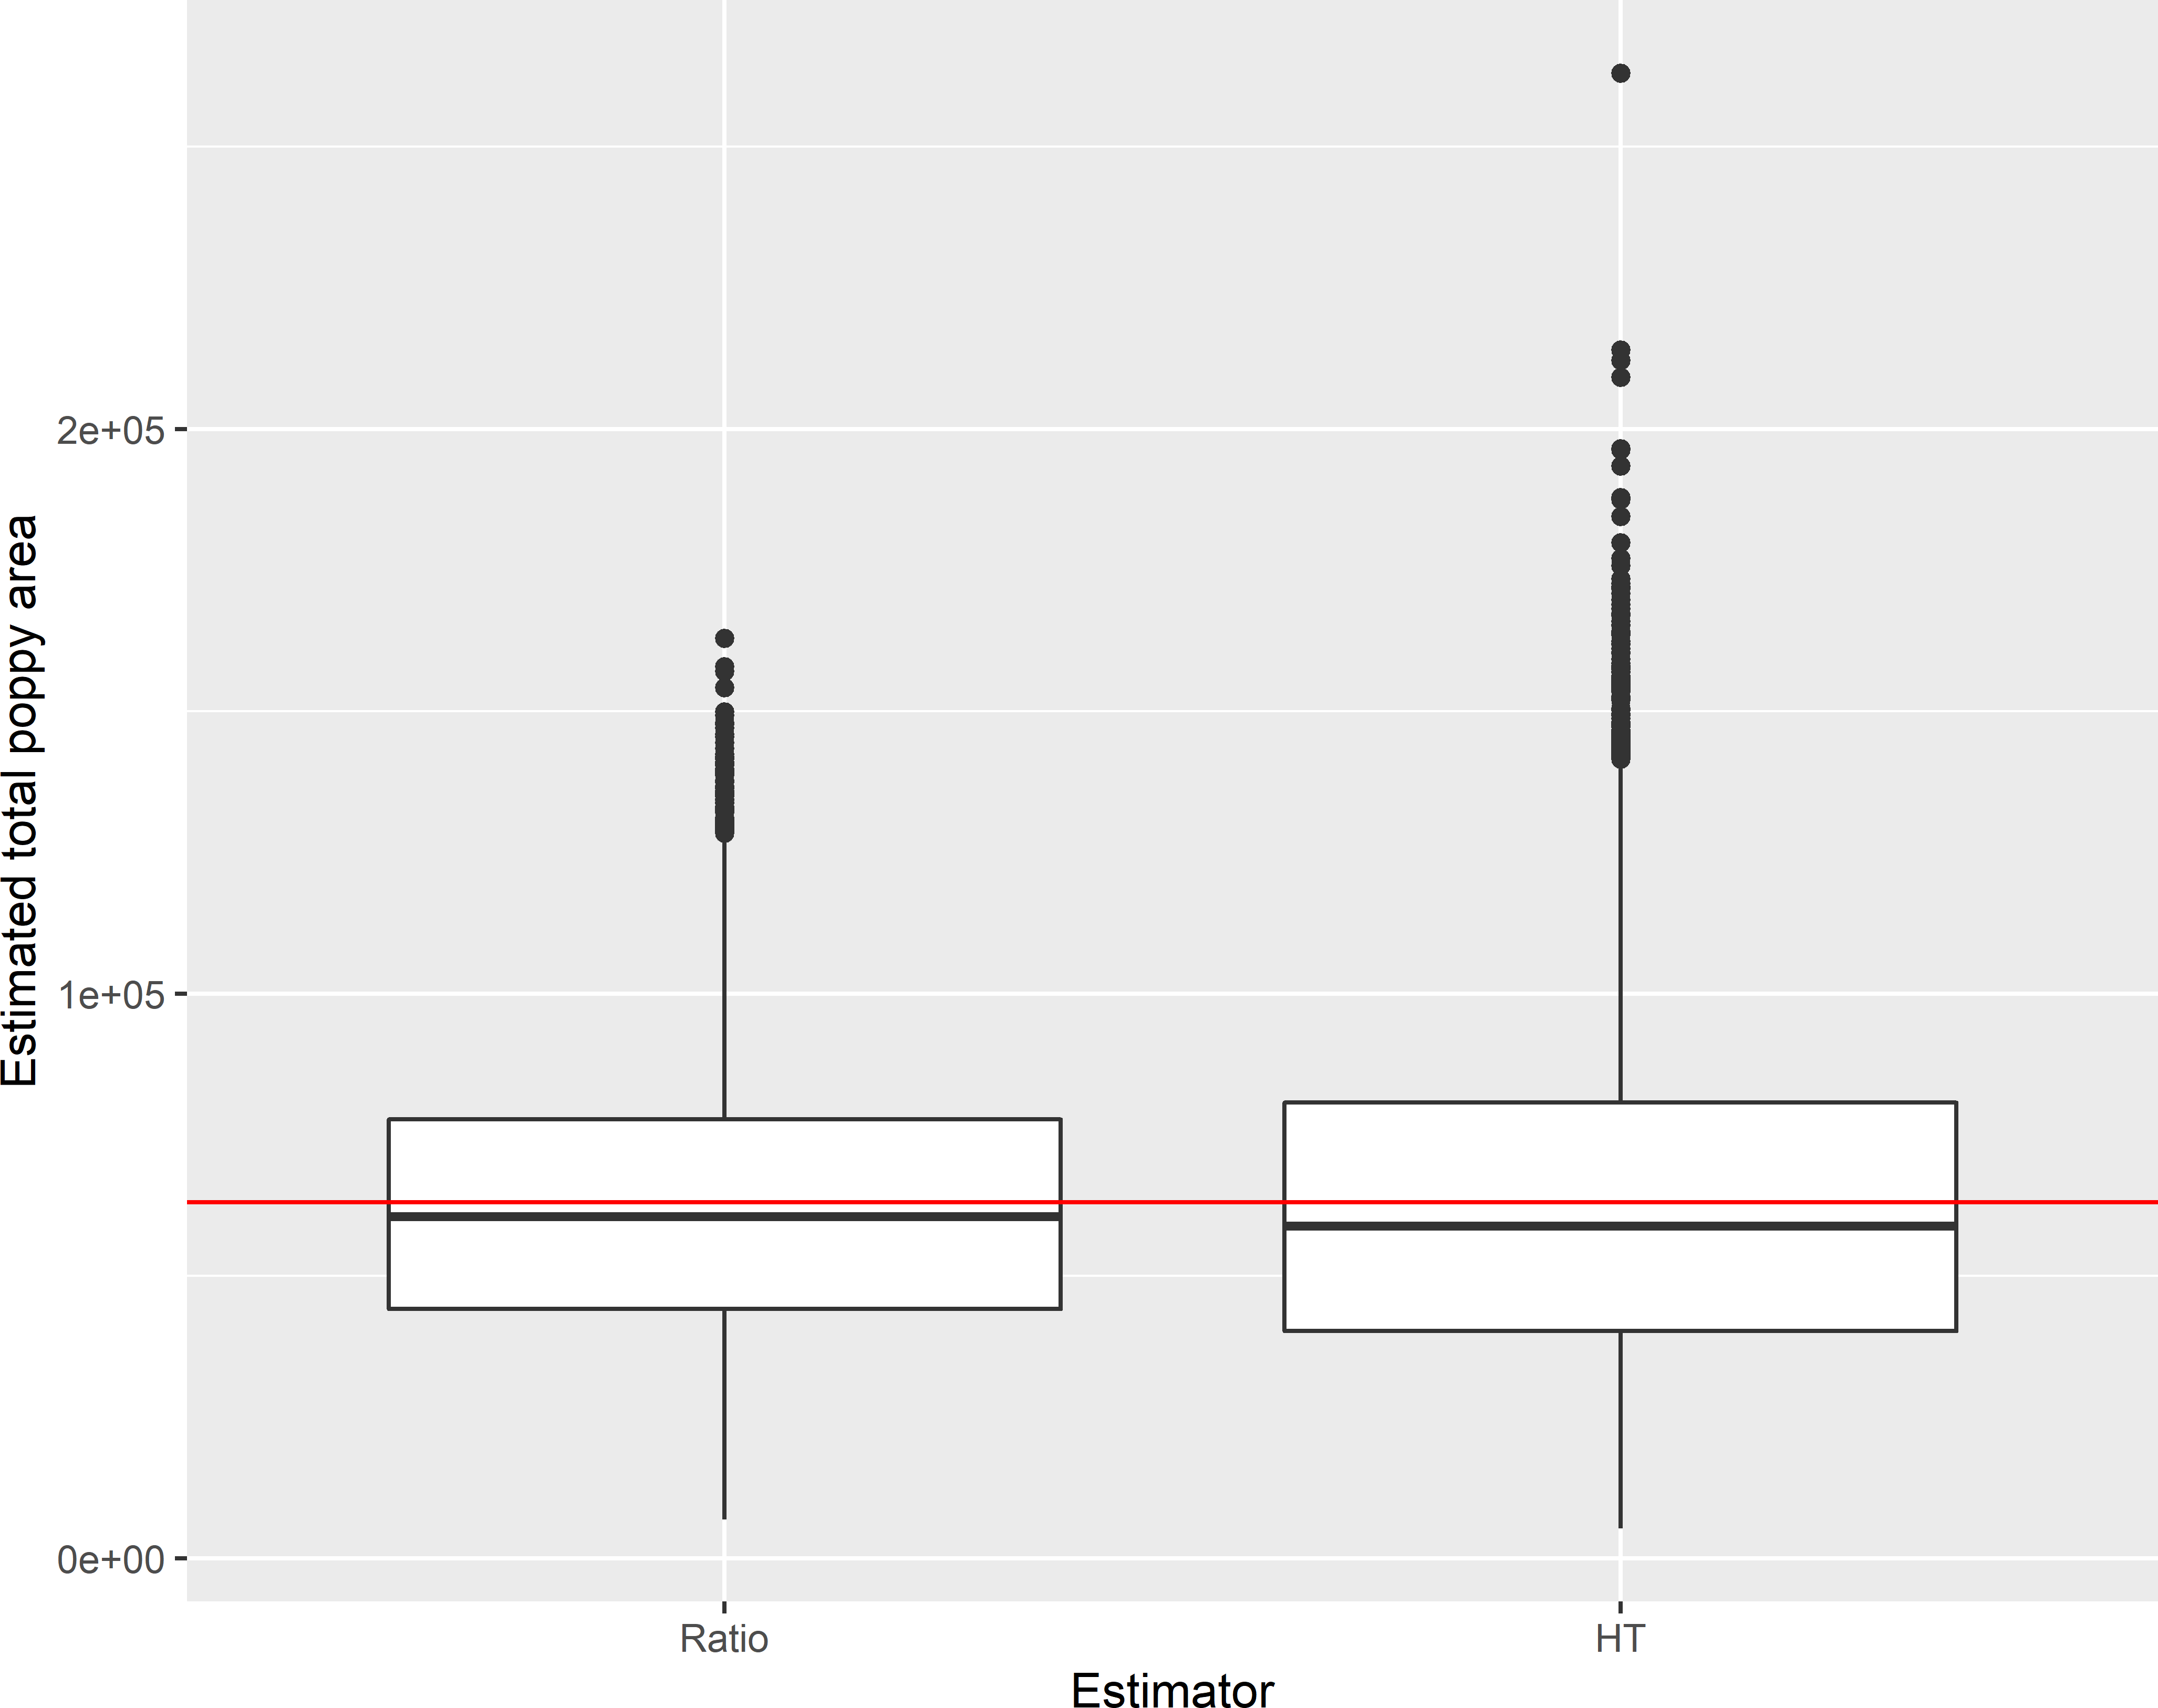 Estimated total poppy area
2e+05
1e+05
0e+00
Ratio
HT
Estimator